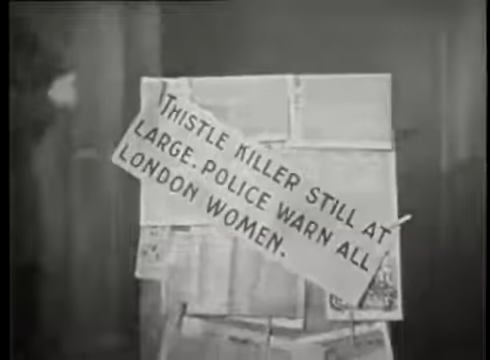 THISTLE KILLER STILL AT
LARGE. POLICE WARN ALL
LONDON WOMEN.